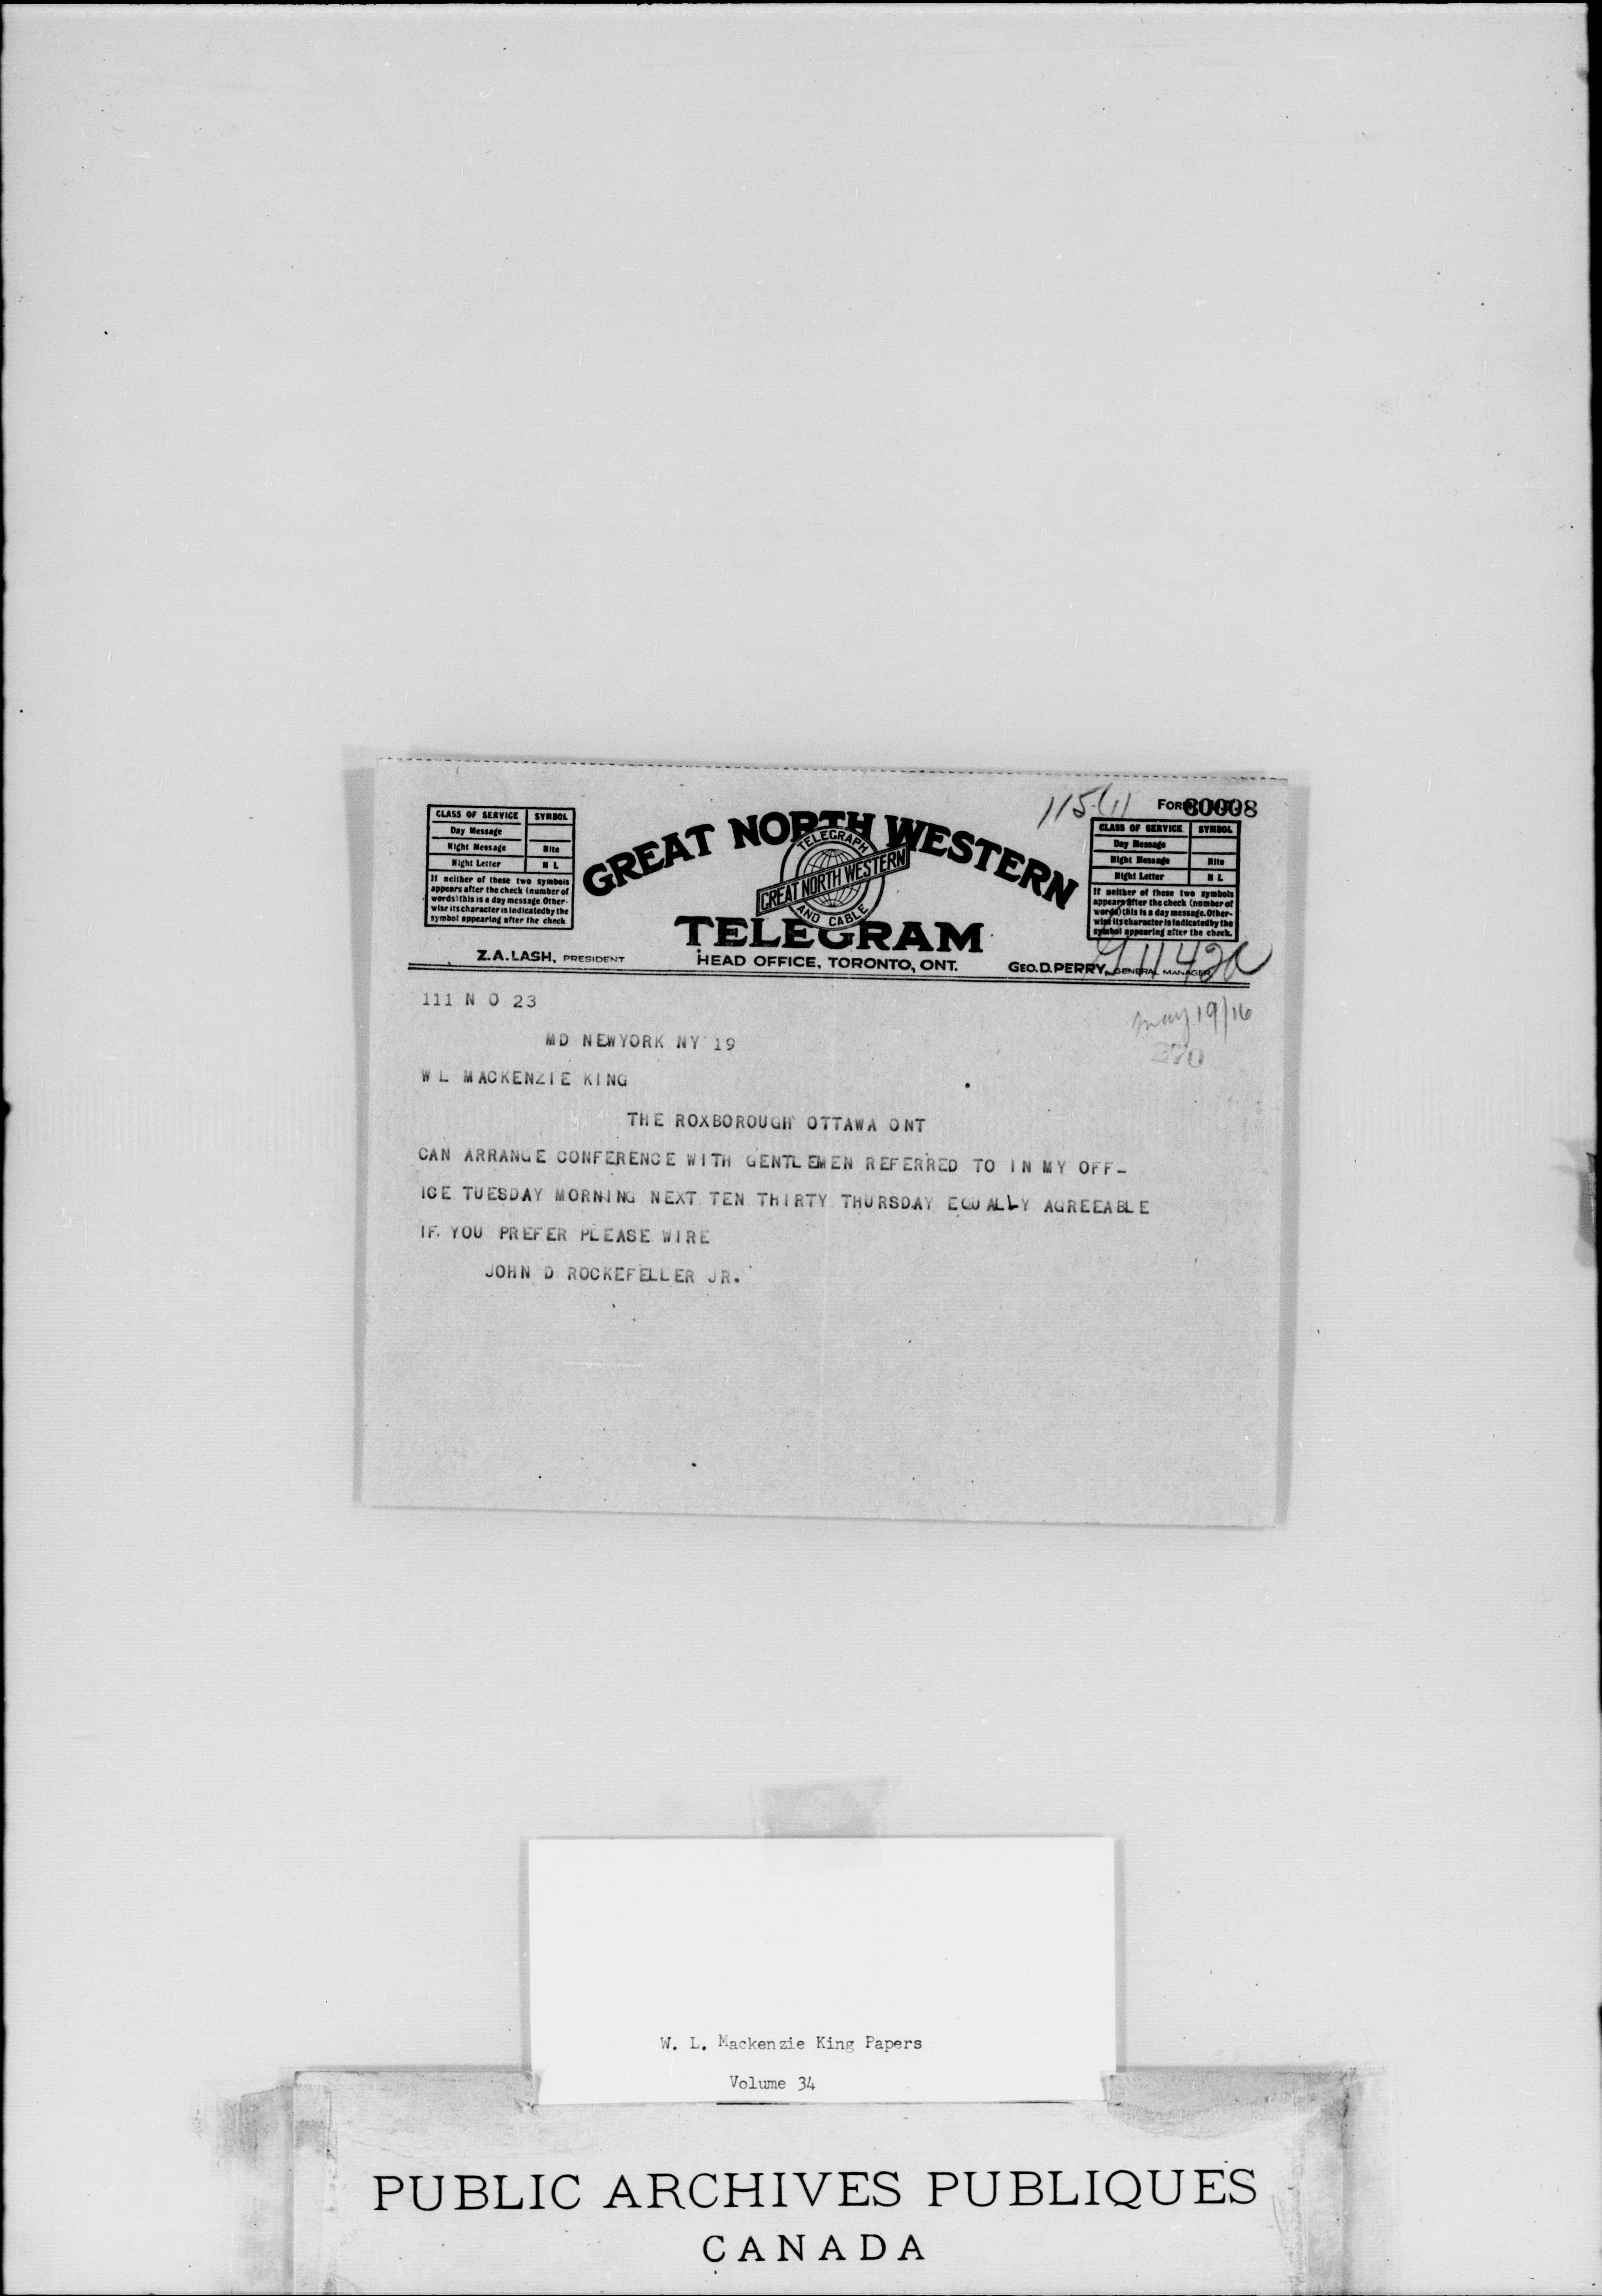 11541
FORM 30008
CLASS OF SERVICE SYMBOL
Day Message
Night Message Nite
Night Letter N L
If neither of these two symbols
appears after the check (number of
words) this is a day message. Other-
wise its character is indicated by the
symbol appearing after the check
GREAT NORTH WESTERN
TELEGRAPH
GREAT NORTH WESTERN
AND CABLE
TELEGRAM
CLASS OF SERVICE SYMBOL
Day Message
Night Message Nite
Night Letter N L
If neither of these two symbols
appears after the check (number of
words) this is a day message. Other-
wise its character is indicated by the
symbol appearing after the check.
Z.A. LASH, PRESIDENT HEAD OFFICE, TORONTO, ONT. GEO. D. PERRY, GENERAL MANAGER
1142a
111 N O 23
May 19/16
MD NEWYORK NY 19
W L MACKENZIE KING
THE ROXBOROUGH OTTAWA ONT
CAN ARRANGE CONFERENCE WITH GENTLEMEN REFERRED TO IN MY OFF-
ICE TUESDAY MORNING NEXT TEN THIRTY THURSDAY EQUALLY AGREEABLE
IF YOU PREFER PLEASE WIRE
JOHN D ROCKEFELLER JR.
W. L. Mackenzie King Papers
Volume 34
PUBLIC ARCHIVES PUBLIQUES
CANADA